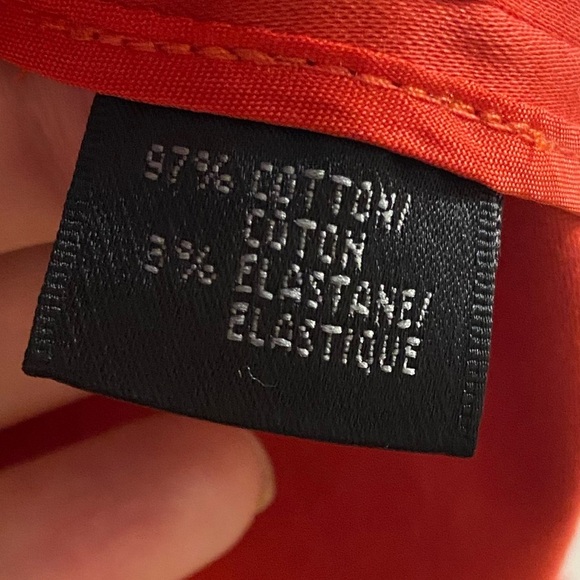 97% COTTON/
COTON
3% ELASTANE/
ELASTIQUE